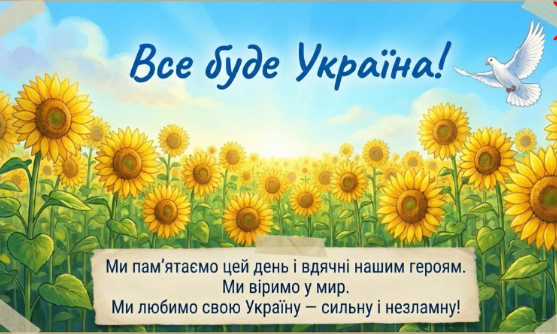 Все буде Україна!
Ми пам'ятаємо цей день і вдячні нашим героям.
Ми віримо у мир.
Ми любимо свою Україну — сильну і незламну!